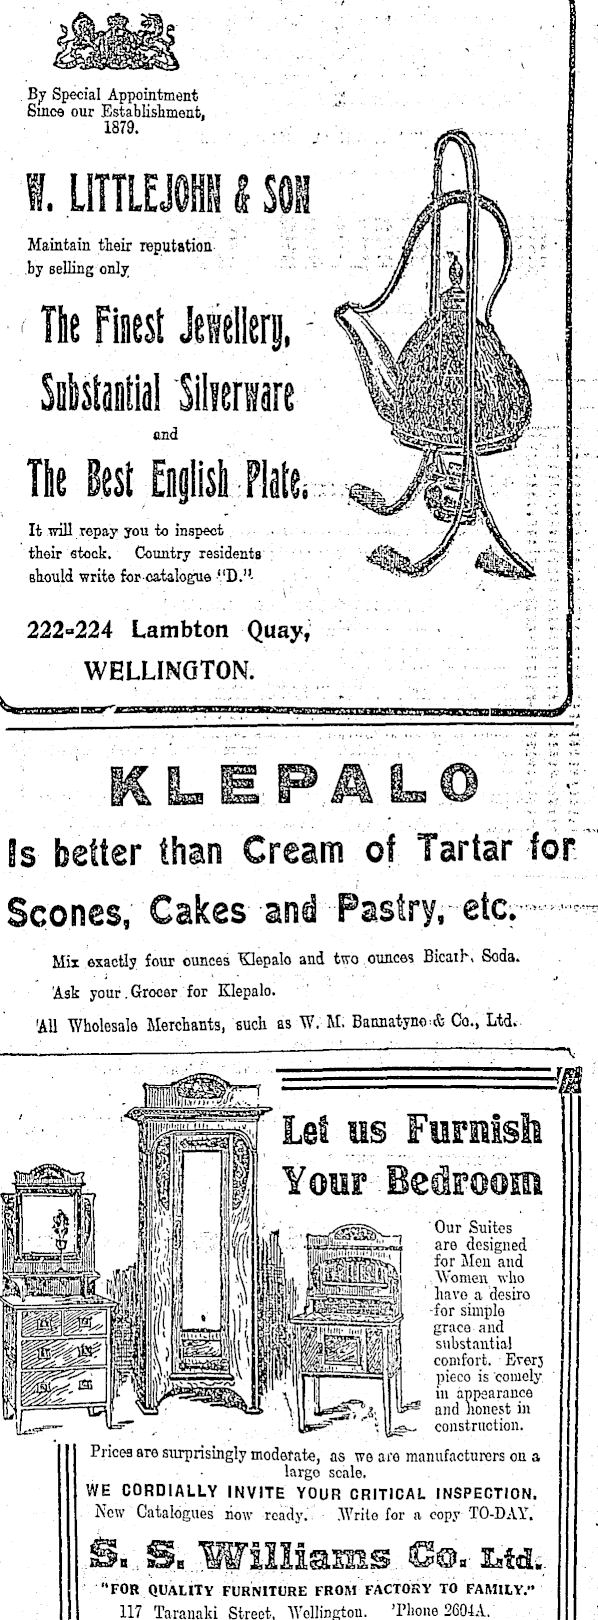 By Special Appointment
Since our Establishment,
1879.
W. LITTLEJOHN & SON
Maintain their reputation
by selling only
The Finest Jewellery,
Substantial Silverware
and
The Best English Plate.
It will repay you to inspect
their stock. Country residents
should write for catalogue "D."
222-224 Lambton Quay,
WELLINGTON.
KLEPALO
Is better than Cream of Tartar for
Scones, Cakes and Pastry, etc.
Mix exactly four ounces Klepalo and two ounces Bicarb. Soda.
Ask your Grocer for Klepalo.
All Wholesale Merchants, such as W. M. Bannatyne & Co., Ltd.
Let us Furnish
Your Bedroom
Our Suites
are designed
for Men and
Women who
have a desire
for simple
grace and
substantial
comfort. Every
piece is comely
in appearance
and honest in
construction.
Prices are surprisingly moderate, as we are manufacturers on a
large scale.
WE CORDIALLY INVITE YOUR CRITICAL INSPECTION.
New Catalogues now ready. Write for a copy TO-DAY.
S. S. Williams Co. Ltd.
"FOR QUALITY FURNITURE FROM FACTORY TO FAMILY."
117 Taranaki Street, Wellington. 'Phone 2604A.